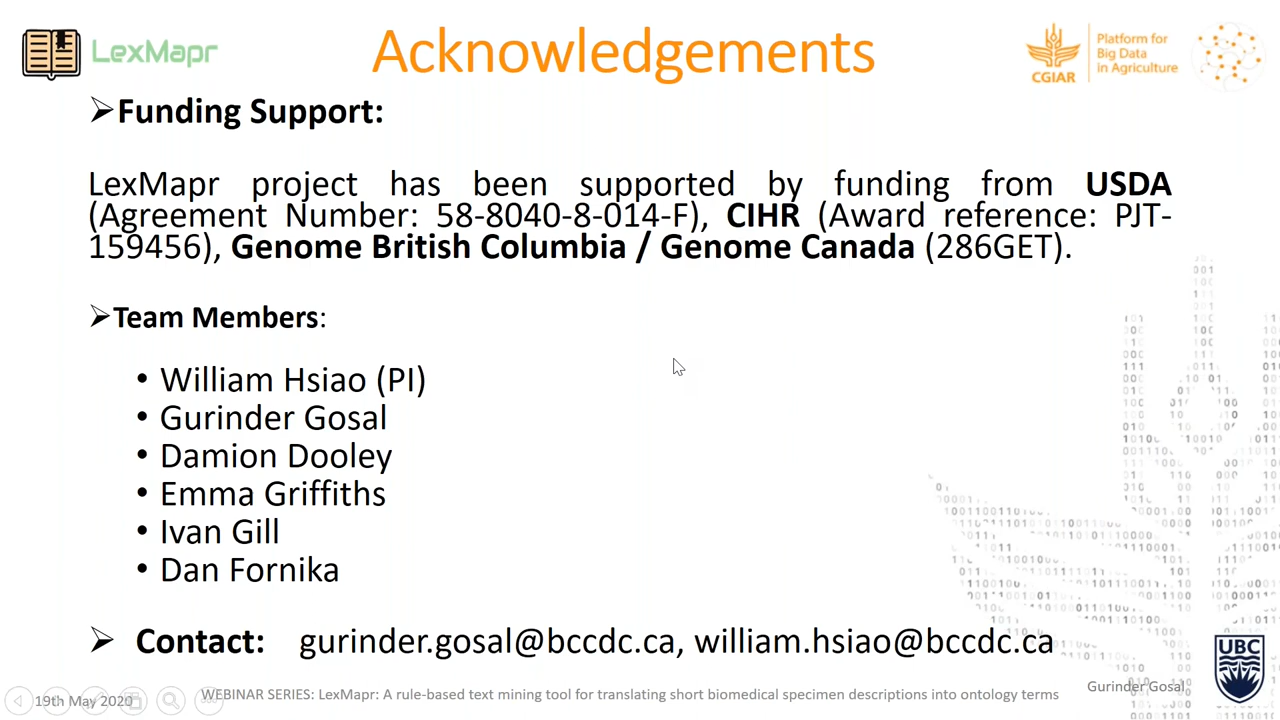 LexMapr
Acknowledgements
CGIAR
Platform for
Big Data
in Agriculture
➢Funding Support:
LexMapr project has been supported by funding from USDA
(Agreement Number: 58-8040-8-014-F), CIHR (Award reference: PJT-
159456), Genome British Columbia / Genome Canada (286GET).
➢Team Members:
• William Hsiao (PI)
• Gurinder Gosal
• Damion Dooley
• Emma Griffiths
• Ivan Gill
• Dan Fornika
➢ Contact: gurinder.gosal@bccdc.ca, william.hsiao@bccdc.ca
UBC
19th May 2020
WEBINAR SERIES: LexMapr: A rule-based text mining tool for translating short biomedical specimen descriptions into ontology terms
Gurinder Gosal